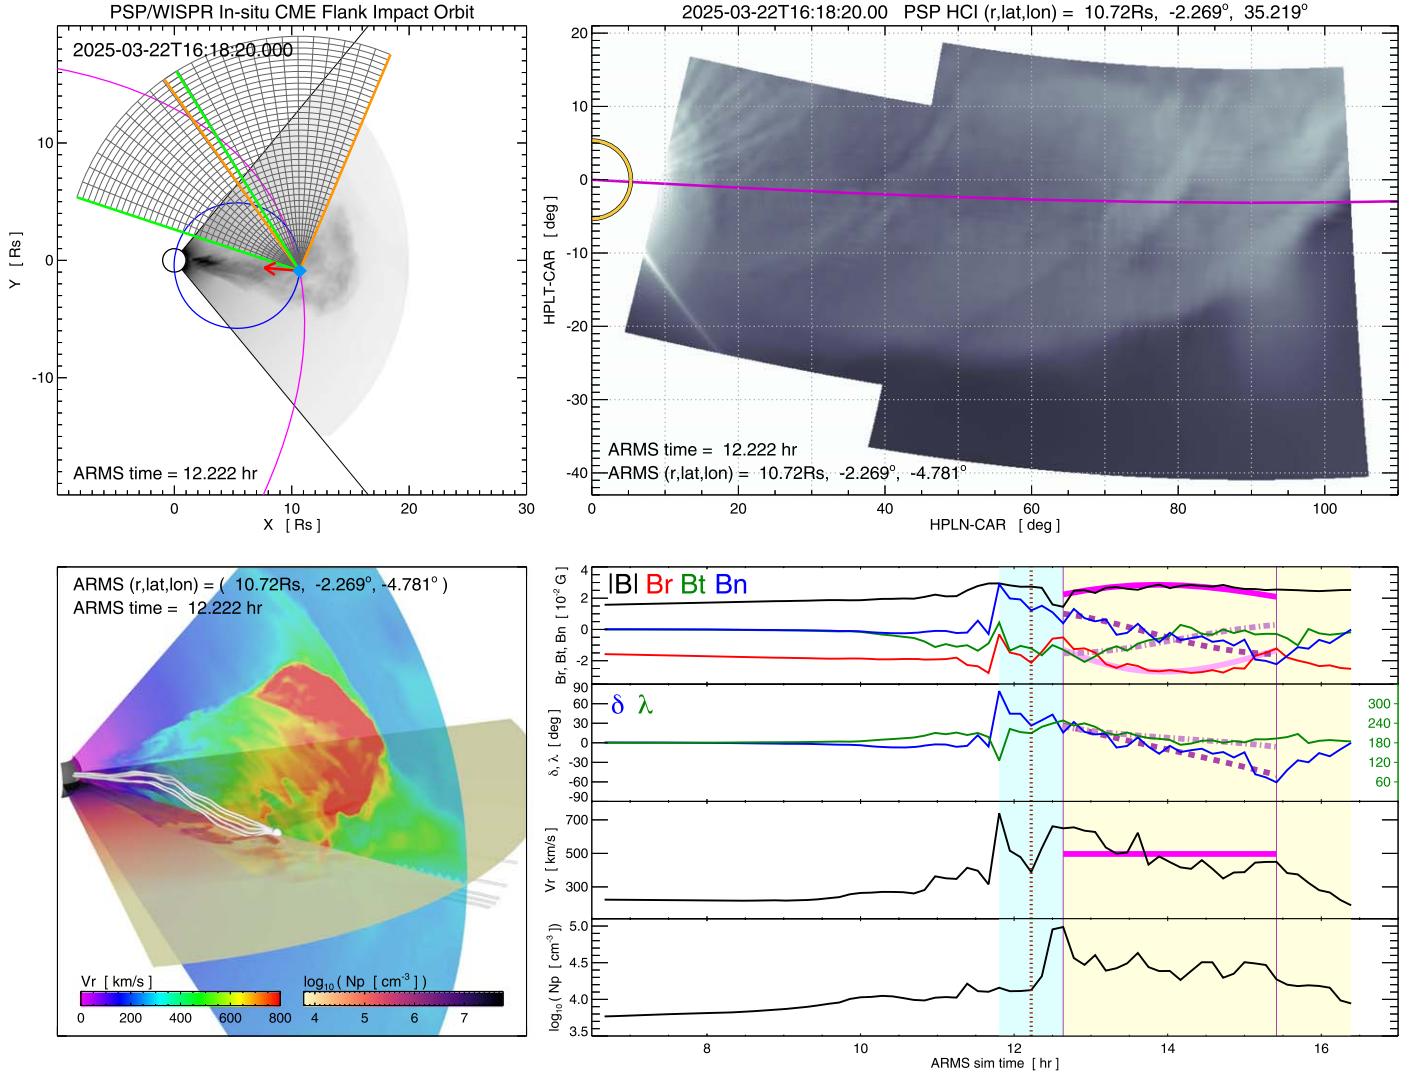 PSP/WISPR In-situ CME Flank Impact Orbit
2025-03-22T16:18:20.000
10
0
-10
Y [ Rs ]
ARMS time = 12.222 hr
0 10 20 30
X [ Rs ]
2025-03-22T16:18:20.00 PSP HCI (r,lat,lon) = 10.72Rs, -2.269°, 35.219°
20
10
0
-10
-20
-30
-40
HPLT-CAR [ deg ]
ARMS time = 12.222 hr
ARMS (r,lat,lon) = 10.72Rs, -2.269°, -4.781°
0 20 40 60 80 100
HPLN-CAR [ deg ]
ARMS (r,lat,lon) = ( 10.72Rs, -2.269°, -4.781° )
ARMS time = 12.222 hr
Vr [ km/s ]
0 200 400 600 800
log₁₀( Np [ cm⁻³ ] )
4 5 6 7
|B| Br Bt Bn
4
2
0
-2
Br, Bt, Bn [ 10⁻² G ]
δ λ
90
60
30
0
-30
-60
-90
δ, λ [ deg ]
300
240
180
120
60
700
500
300
Vr [ km/s ]
5.0
4.5
4.0
3.5
log₁₀( Np [ cm⁻³ ] )
8 10 12 14 16
ARMS sim time [ hr ]